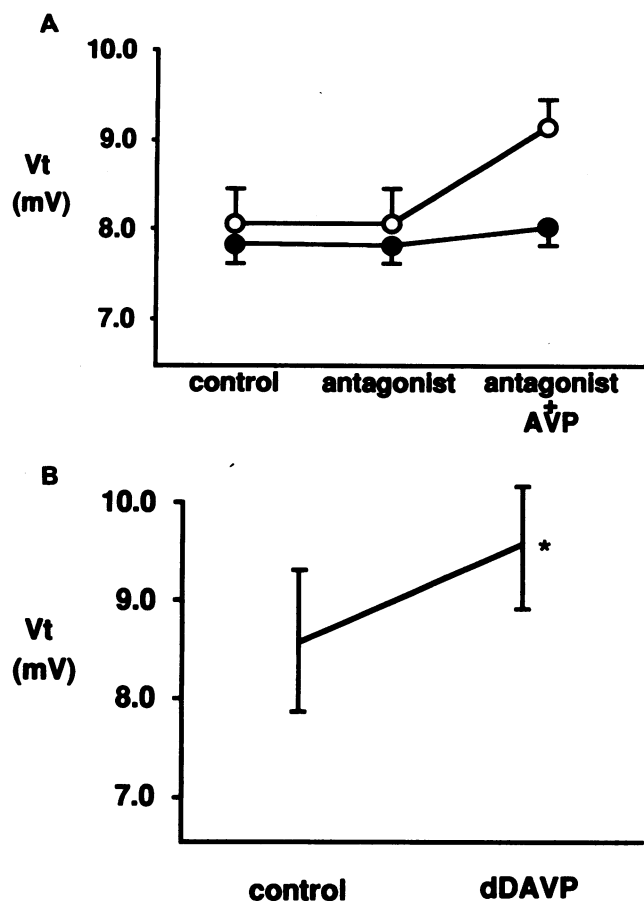 A
10.0
9.0
Vt
(mV)
8.0
7.0
control antagonist antagonist
+
AVP
B
10.0
9.0
Vt
(mV)
8.0
7.0
*
control dDAVP